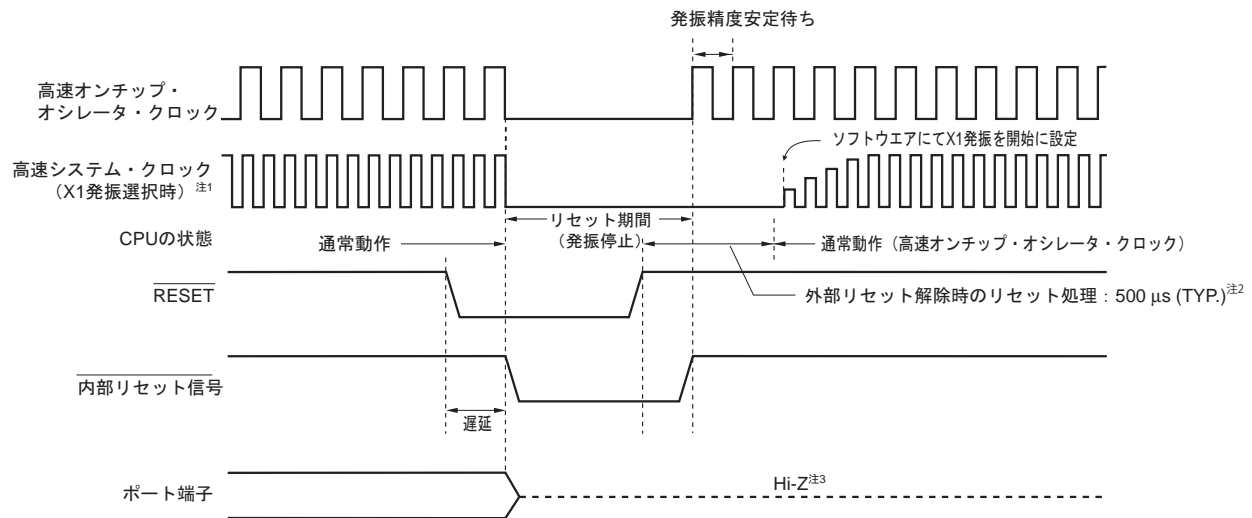 発振精度安定待ち
高速オンチップ・
オシレータ・クロック
ソフトウエアにてX1発振を開始に設定
高速システム・クロック
（X1発振選択時）注1
リセット期間
（発振停止）
CPUの状態
通常動作
通常動作（高速オンチップ・オシレータ・クロック）
RESET
外部リセット解除時のリセット処理：500 μs (TYP.)注2
内部リセット信号
遅延
ポート端子
Hi-Z注3